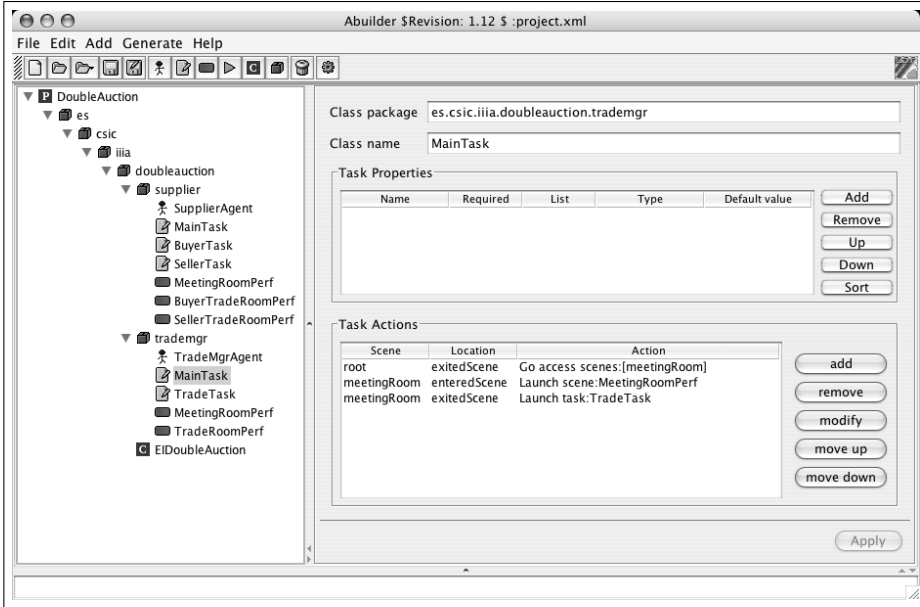 Abuilder $Revision: 1.12 $ :project.xml
File Edit Add Generate Help
P DoubleAuction
es
csic
iiia
doubleauction
supplier
SupplierAgent
MainTask
BuyerTask
SellerTask
MeetingRoomPerf
BuyerTradeRoomPerf
SellerTradeRoomPerf
trademgr
TradeMgrAgent
MainTask
TradeTask
MeetingRoomPerf
TradeRoomPerf
C EIDoubleAuction
Class package es.csic.iiia.doubleauction.trademgr
Class name MainTask
Task Properties
Name Required List Type Default value
Add
Remove
Up
Down
Sort
Task Actions
Scene Location Action
root exitedScene Go access scenes:[meetingRoom]
meetingRoom enteredScene Launch scene:MeetingRoomPerf
meetingRoom exitedScene Launch task:TradeTask
add
remove
modify
move up
move down
Apply